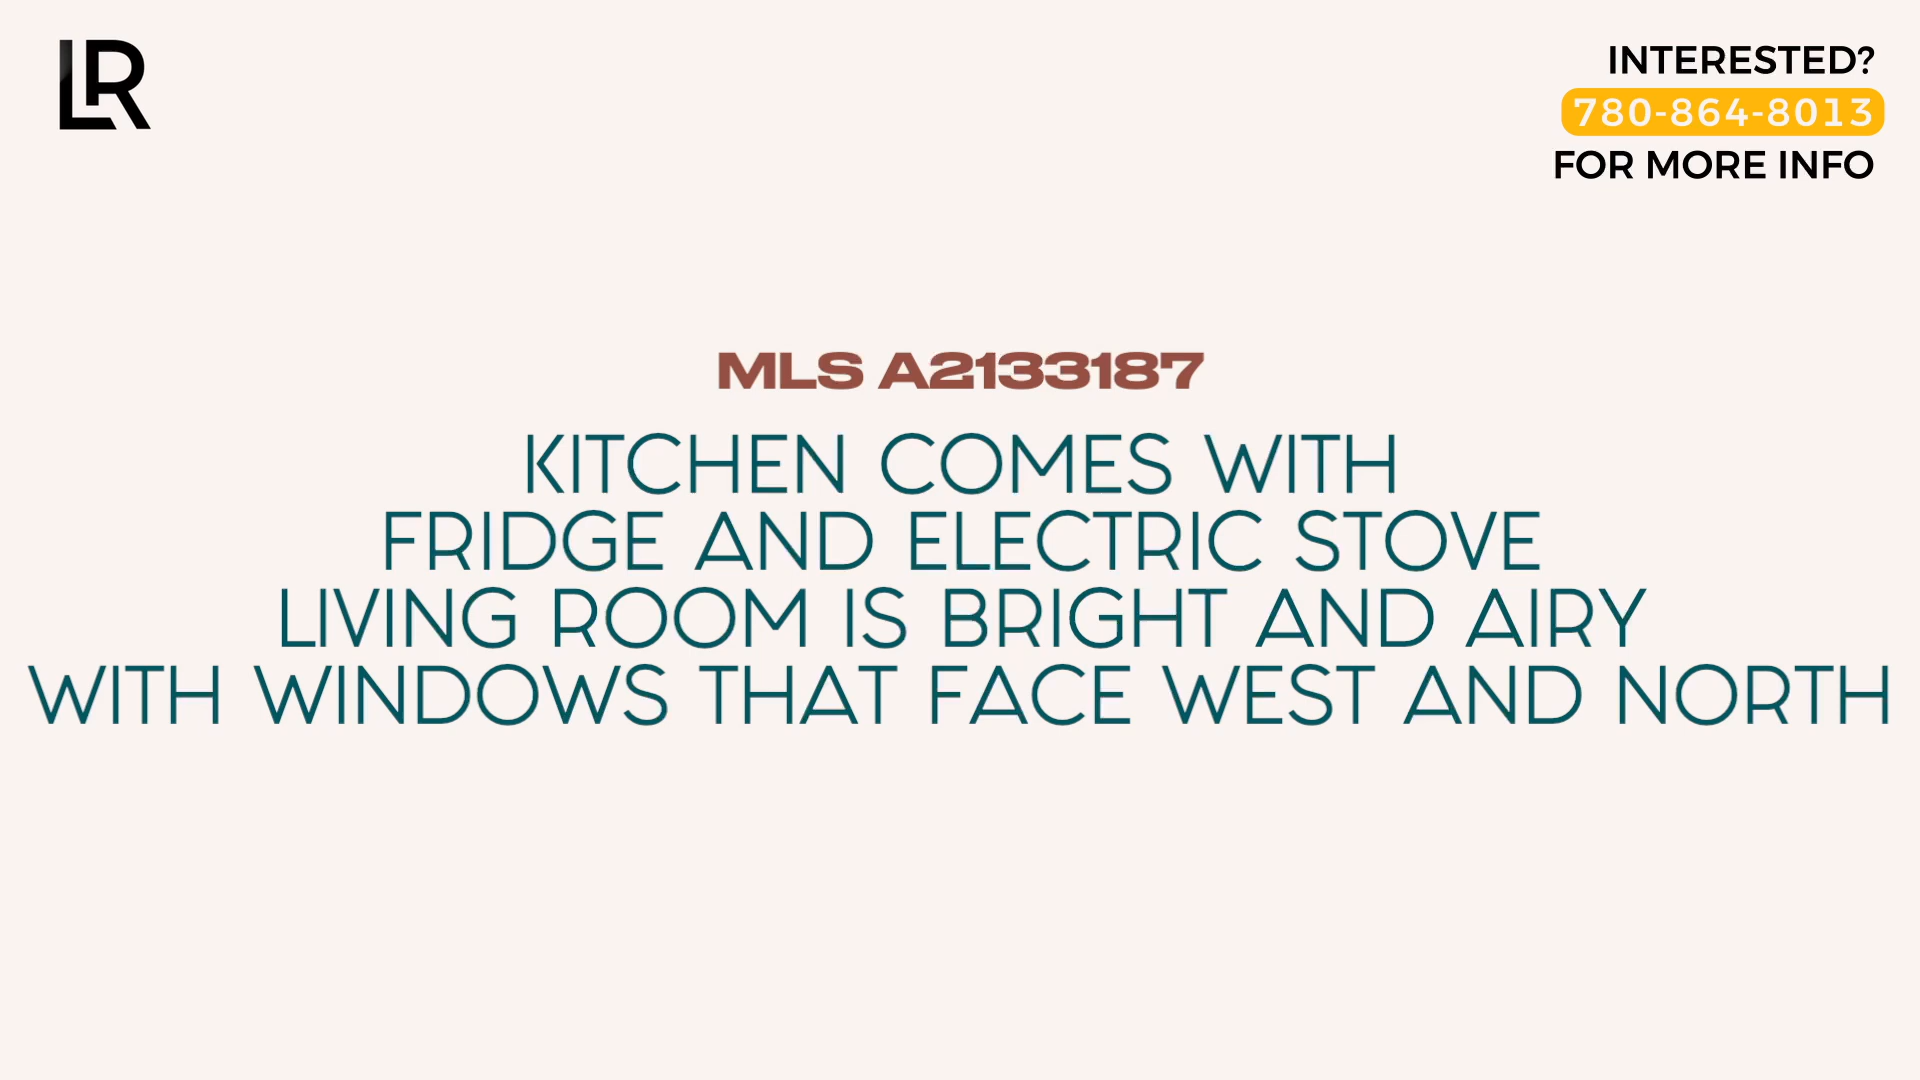 LR
INTERESTED?
780-864-8013
FOR MORE INFO
MLS A2133187
KITCHEN COMES WITH
FRIDGE AND ELECTRIC STOVE
LIVING ROOM IS BRIGHT AND AIRY
WITH WINDOWS THAT FACE WEST AND NORTH